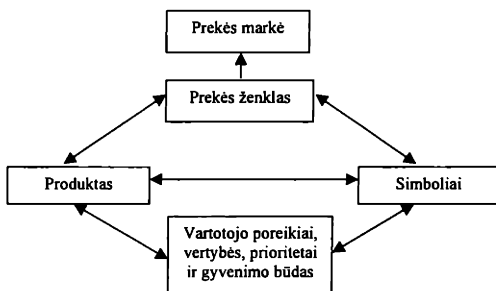 Prekės markė
Prekės ženklas
Produktas
Simboliai
Vartotojo poreikiai,
vertybės, prioritetai
ir gyvenimo būdas